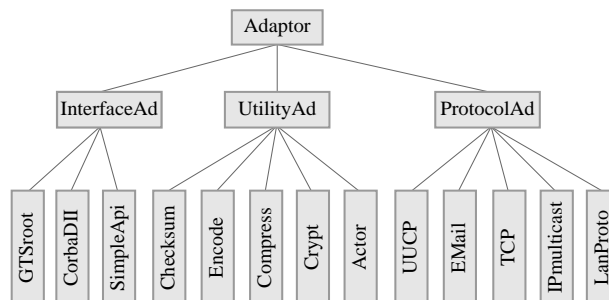 Adaptor
InterfaceAd
UtilityAd
ProtocolAd
GTSroot
CorbaDII
SimpleApi
Checksum
Encode
Compress
Crypt
Actor
UUCP
EMail
TCP
IPmulticast
LanProto